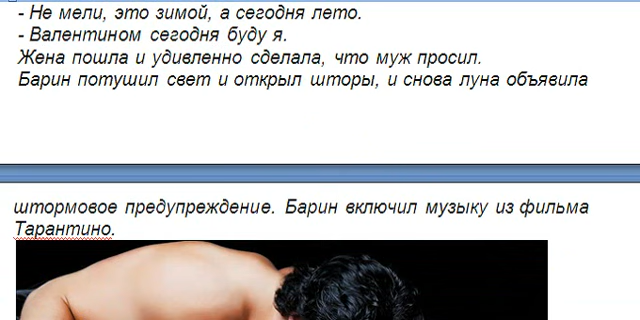 - Не мели, это зимой, а сегодня лето.
- Валентином сегодня буду я.
Жена пошла и удивленно сделала, что муж просил.
Барин потушил свет и открыл шторы, и снова луна объявила
штормовое предупреждение. Барин включил музыку из фильма
Тарантино.